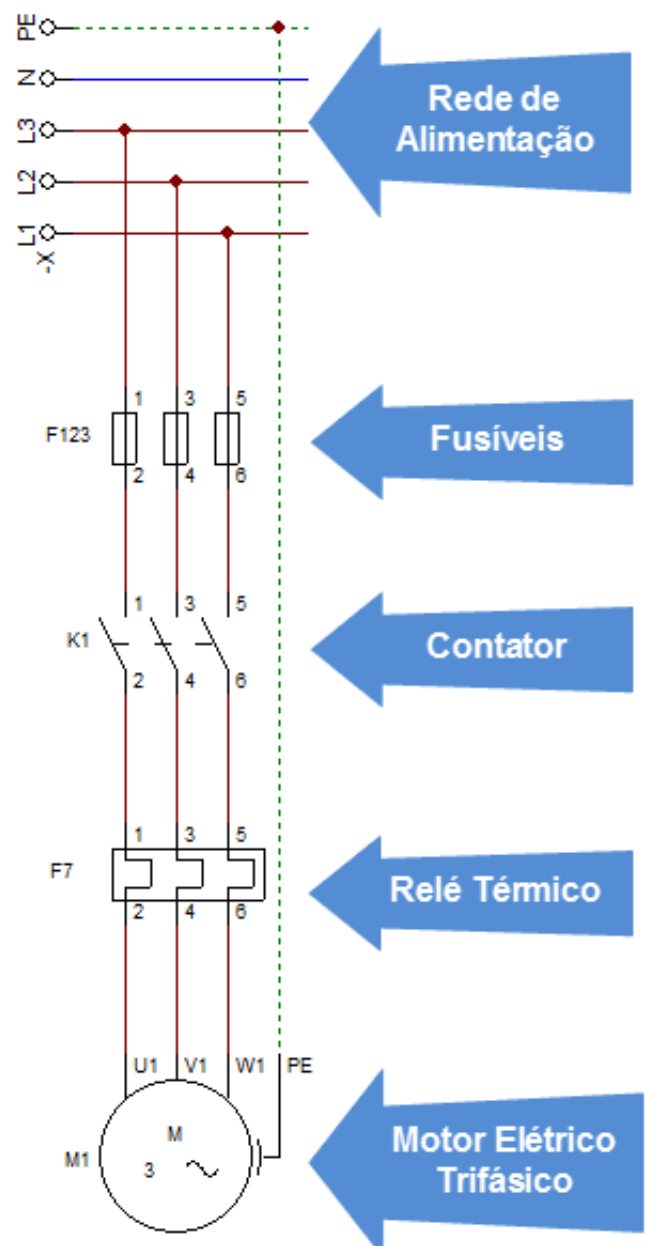 PE
N
L3
L2
L1
-X
Rede de
Alimentação
1 3 5
F123
2 4 6
Fusíveis
1 3 5
K1
2 4 6
Contator
1 3 5
F7
2 4 6
Relé Térmico
U1 V1 W1 PE
M
M1
3
Motor Elétrico
Trifásico